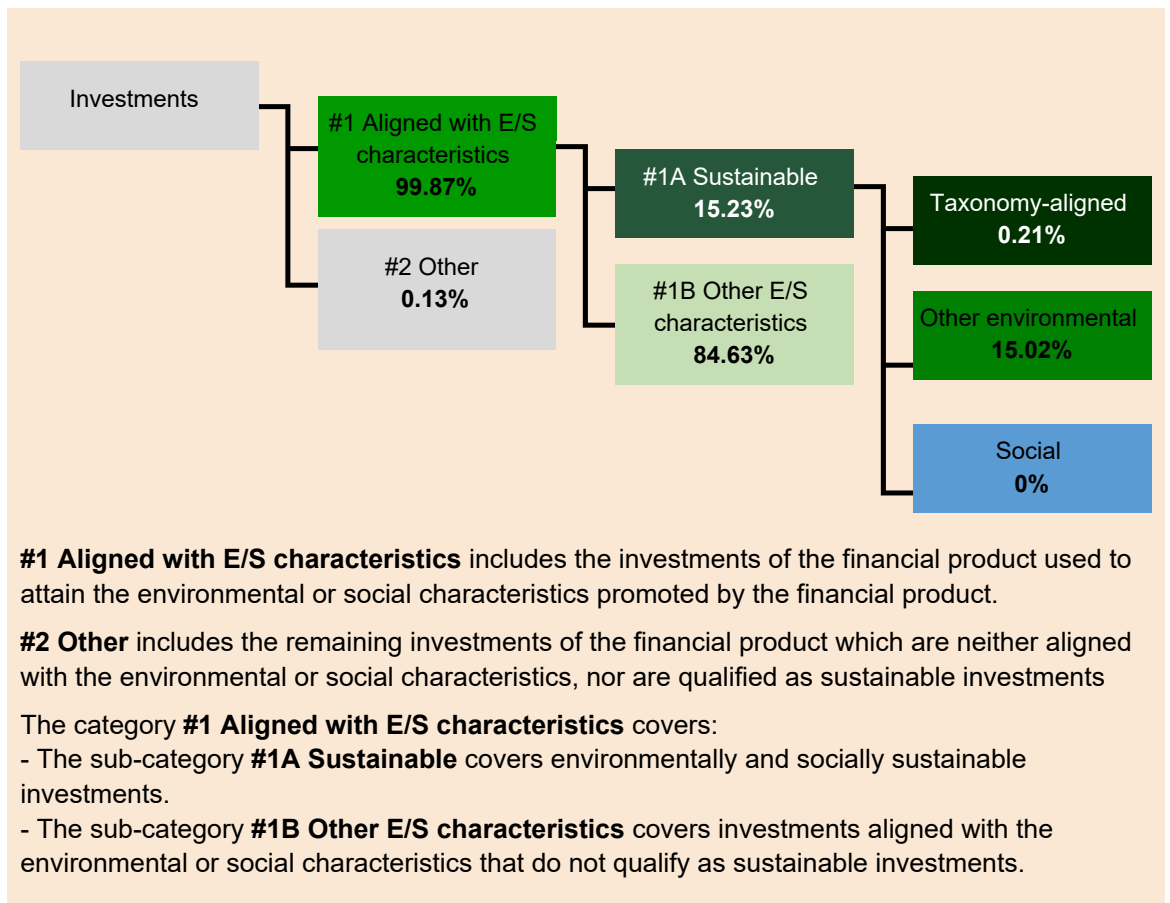 Investments
#1 Aligned with E/S
characteristics
99.87%
#2 Other
0.13%
#1A Sustainable
15.23%
#1B Other E/S
characteristics
84.63%
Taxonomy-aligned
0.21%
Other environmental
15.02%
Social
0%
#1 Aligned with E/S characteristics includes the investments of the financial product used to
attain the environmental or social characteristics promoted by the financial product.
#2 Other includes the remaining investments of the financial product which are neither aligned
with the environmental or social characteristics, nor are qualified as sustainable investments
The category #1 Aligned with E/S characteristics covers:
- The sub-category #1A Sustainable covers environmentally and socially sustainable
investments.
- The sub-category #1B Other E/S characteristics covers investments aligned with the
environmental or social characteristics that do not qualify as sustainable investments.